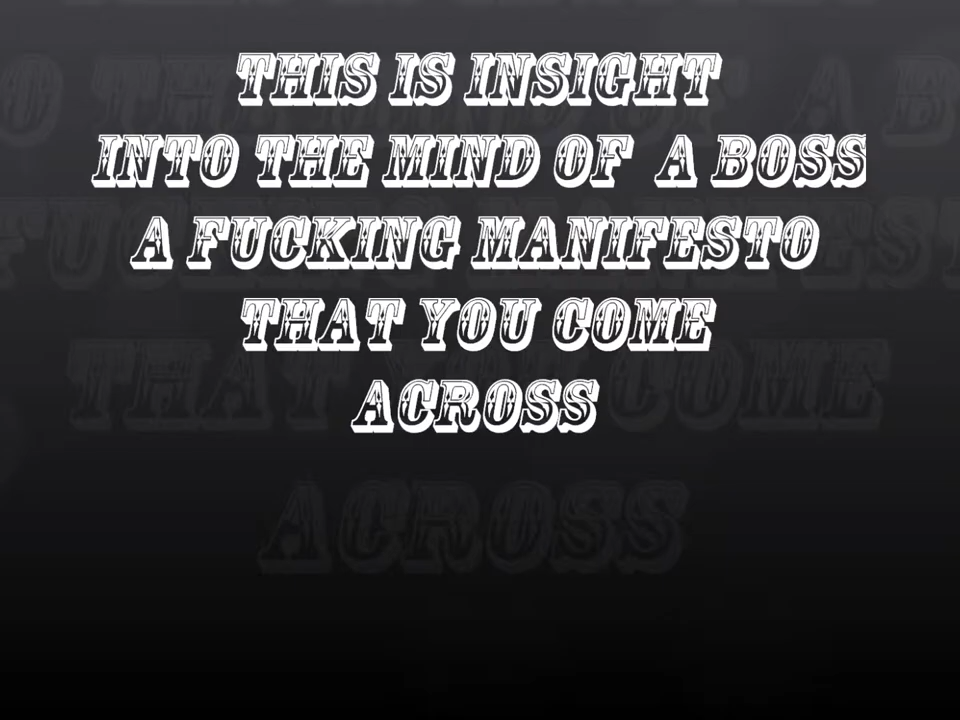 THIS IS INSIGHT
INTO THE MIND OF A BOSS
A FUCKING MANIFESTO
THAT YOU COME
ACROSS